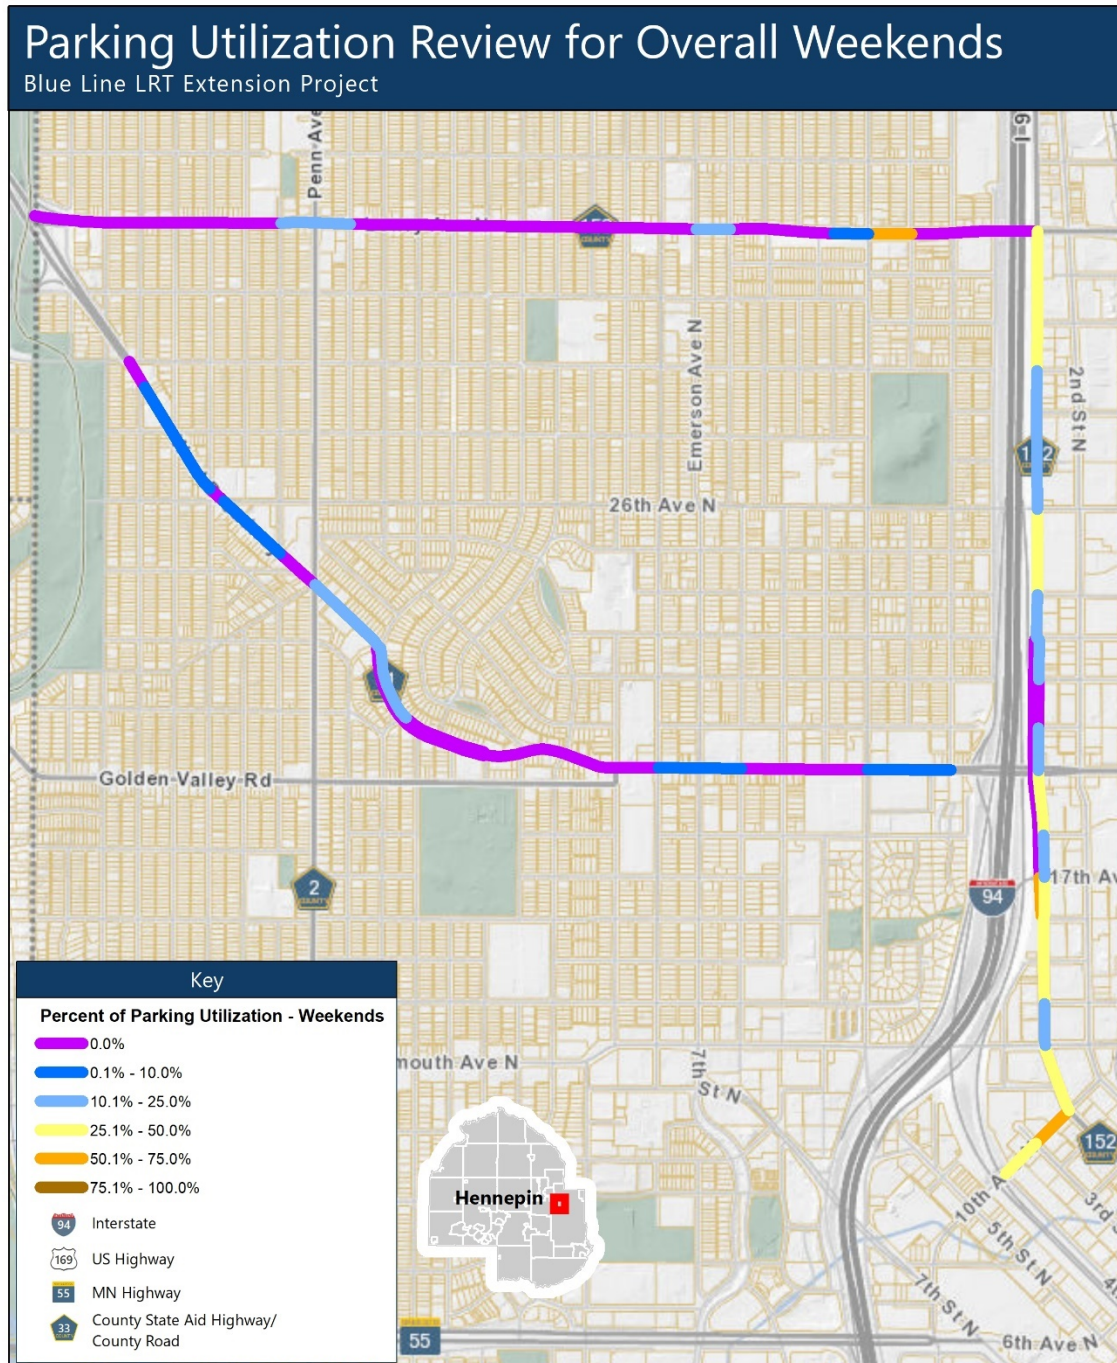 Parking Utilization Review for Overall Weekends
Blue Line LRT Extension Project
Penn Ave
2nd St N
Emerson Ave N
26th Ave N
Golden Valley Rd
2
COUNTY
94
17th Av
mouth Ave N
7th St N
152
10th A
3rd
5th St N
7th St N
6th Ave N
55
Hennepin
Key
Percent of Parking Utilization - Weekends
0.0%
0.1% - 10.0%
10.1% - 25.0%
25.1% - 50.0%
50.1% - 75.0%
75.1% - 100.0%
94
Interstate
169
US Highway
55
MN Highway
33
COUNTY
County State Aid Highway/
County Road